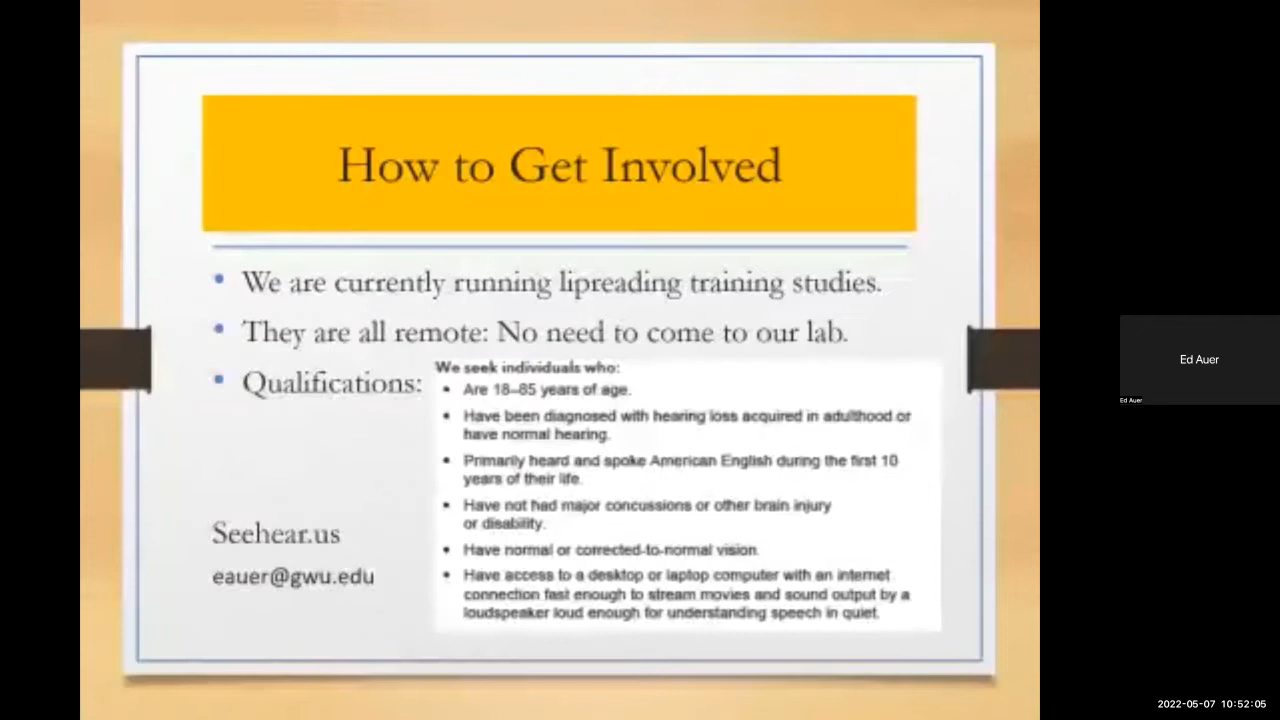 How to Get Involved
• We are currently running lipreading training studies.
• They are all remote: No need to come to our lab.
• Qualifications:
We seek individuals who:
• Are 18–85 years of age.
• Have been diagnosed with hearing loss acquired in adulthood or
have normal hearing.
• Primarily heard and spoke American English during the first 10
years of their life.
• Have not had major concussions or other brain injury
or disability.
• Have normal or corrected-to-normal vision.
• Have access to a desktop or laptop computer with an internet
connection fast enough to stream movies and sound output by a
loudspeaker loud enough for understanding speech in quiet.
Seehear.us
eauer@gwu.edu
Ed Auer
Ed Auer
2022-05-07 10:52:05